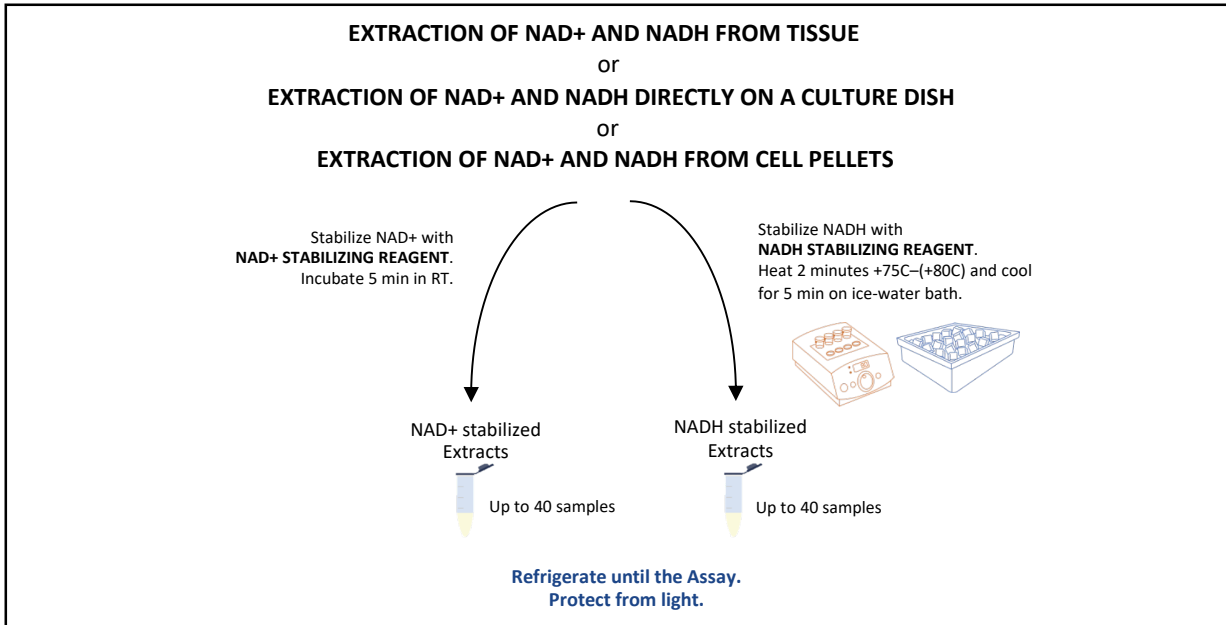 EXTRACTION OF NAD+ AND NADH FROM TISSUE
or
EXTRACTION OF NAD+ AND NADH DIRECTLY ON A CULTURE DISH
or
EXTRACTION OF NAD+ AND NADH FROM CELL PELLETS
Stabilize NAD+ with
NAD+ STABILIZING REAGENT.
Incubate 5 min in RT.
Stabilize NADH with
NADH STABILIZING REAGENT.
Heat 2 minutes +75C–(+80C) and cool
for 5 min on ice-water bath.
NAD+ stabilized
Extracts
Up to 40 samples
NADH stabilized
Extracts
Up to 40 samples
Refrigerate until the Assay.
Protect from light.